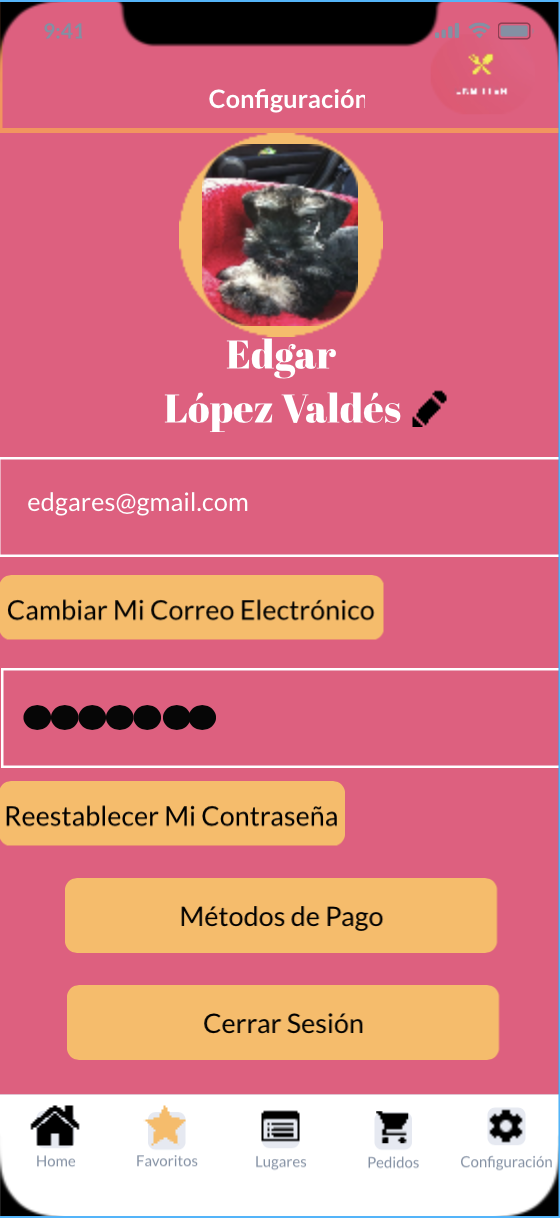 9:41
Configuración
Edgar
López Valdés
edgares@gmail.com
Cambiar Mi Correo Electrónico
Reestablecer Mi Contraseña
Métodos de Pago
Cerrar Sesión
Home
Favoritos
Lugares
Pedidos
Configuración